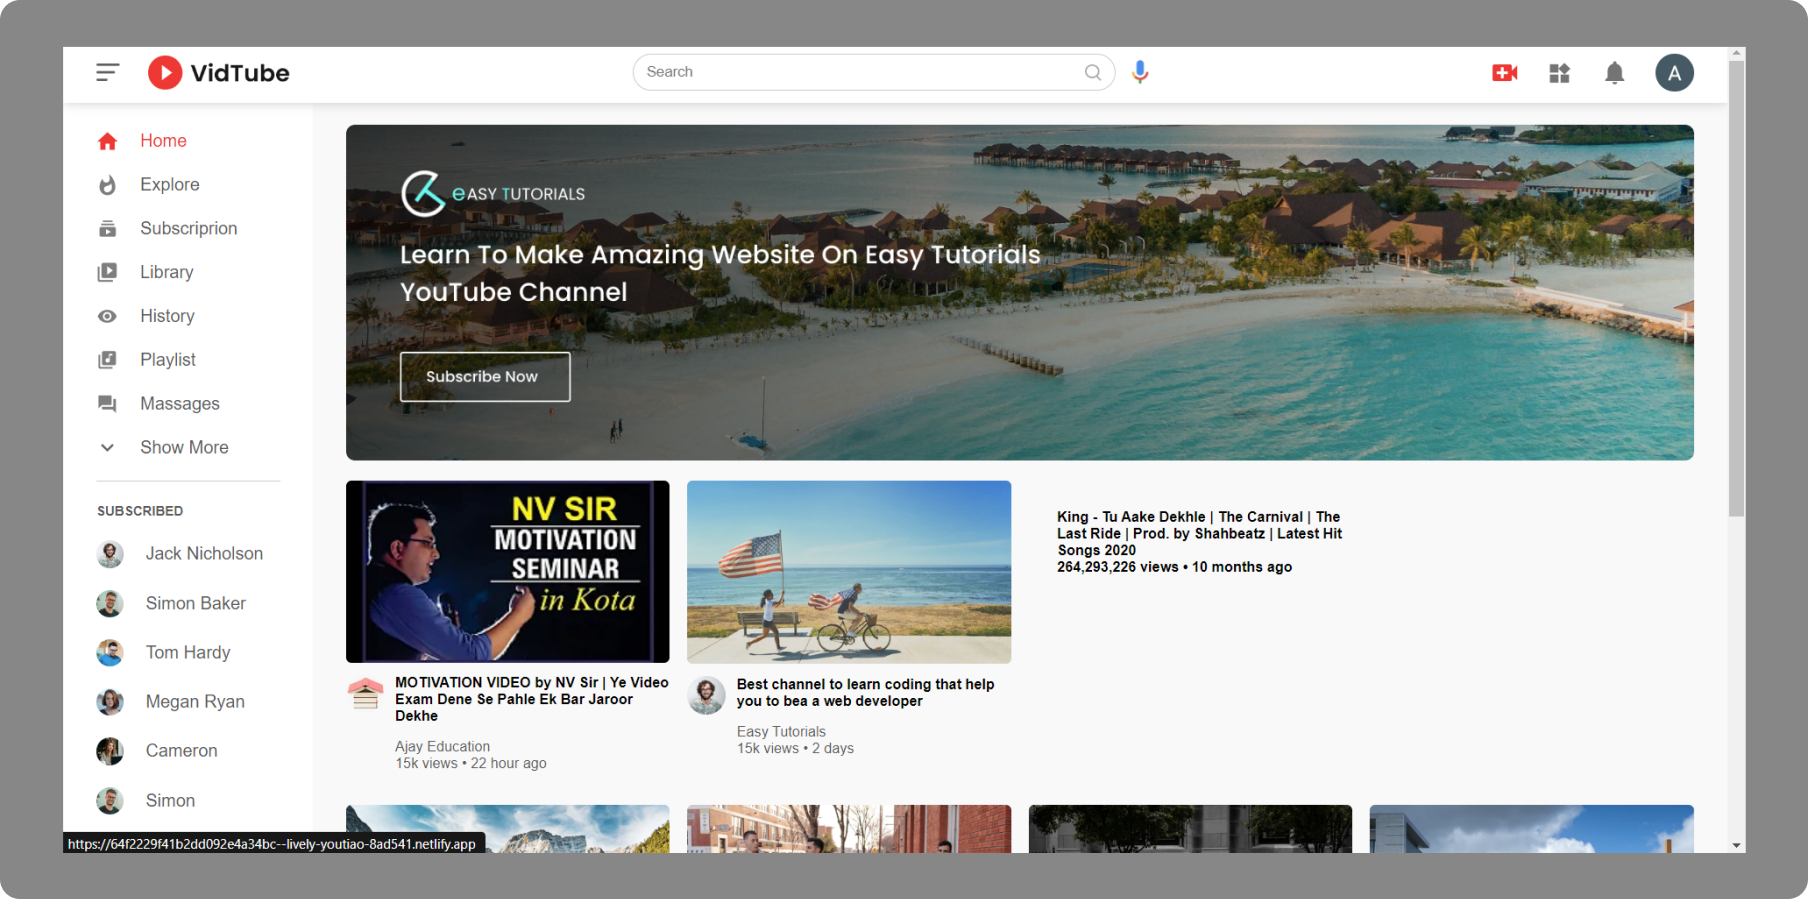 VidTube
Search
A
Home
Explore
Subscriprion
Library
History
Playlist
Massages
Show More
SUBSCRIBED
Jack Nicholson
Simon Baker
Tom Hardy
Megan Ryan
Cameron
Simon
https://64f2229f41b2dd092e4a34bc--lively-youtiao-8ad541.netlify.app
eASY TUTORIALS
Learn To Make Amazing Website On Easy Tutorials
YouTube Channel
Subscribe Now
NV SIR
MOTIVATION
SEMINAR
in Kota
MOTIVATION VIDEO by NV Sir | Ye Video
Exam Dene Se Pahle Ek Bar Jaroor
Dekhe
Ajay Education
15k views • 22 hour ago
Best channel to learn coding that help
you to bea a web developer
Easy Tutorials
15k views • 2 days
King - Tu Aake Dekhle | The Carnival | The
Last Ride | Prod. by Shahbeatz | Latest Hit
Songs 2020
264,293,226 views • 10 months ago